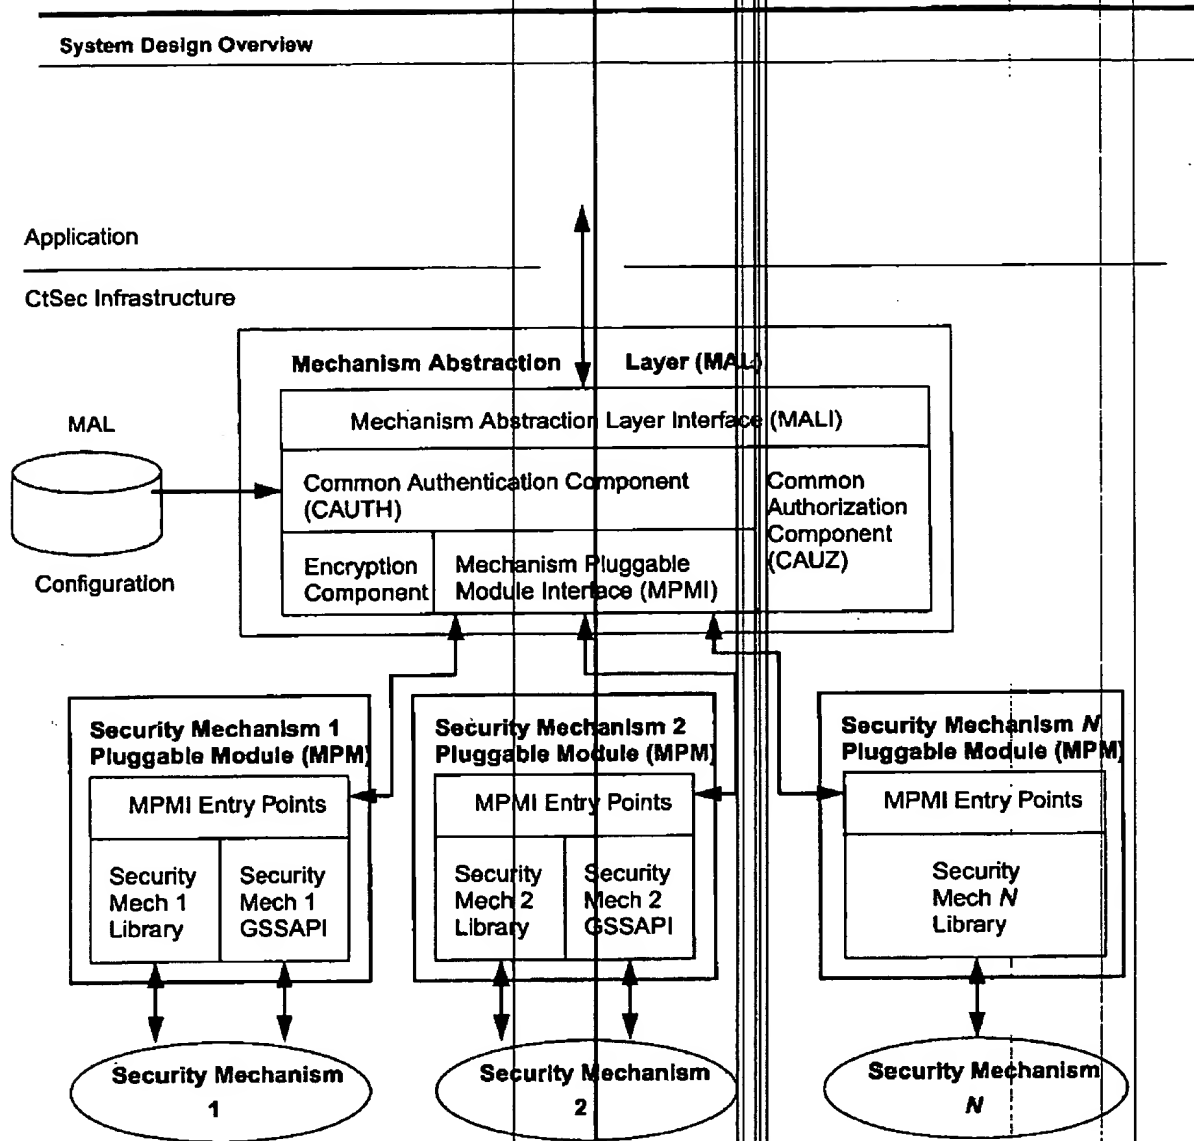 System Design Overview
Application
CtSec Infrastructure
Mechanism Abstraction Layer (MAL)
Mechanism Abstraction Layer Interface (MALI)
MAL
Configuration
Common Authentication Component
(CAUTH)
Common
Authorization
Component
(CAUZ)
Encryption
Component
Mechanism Pluggable
Module Interface (MPMI)
Security Mechanism 1
Pluggable Module (MPM)
MPMI Entry Points
Security
Mech 1
Library
Security
Mech 1
GSSAPI
Security Mechanism 2
Pluggable Module (MPM)
MPMI Entry Points
Security
Mech 2
Library
Security
Mech 2
GSSAPI
Security Mechanism N
Pluggable Module (MPM)
MPMI Entry Points
Security
Mech N
Library
Security Mechanism
1
Security Mechanism
2
Security Mechanism
N